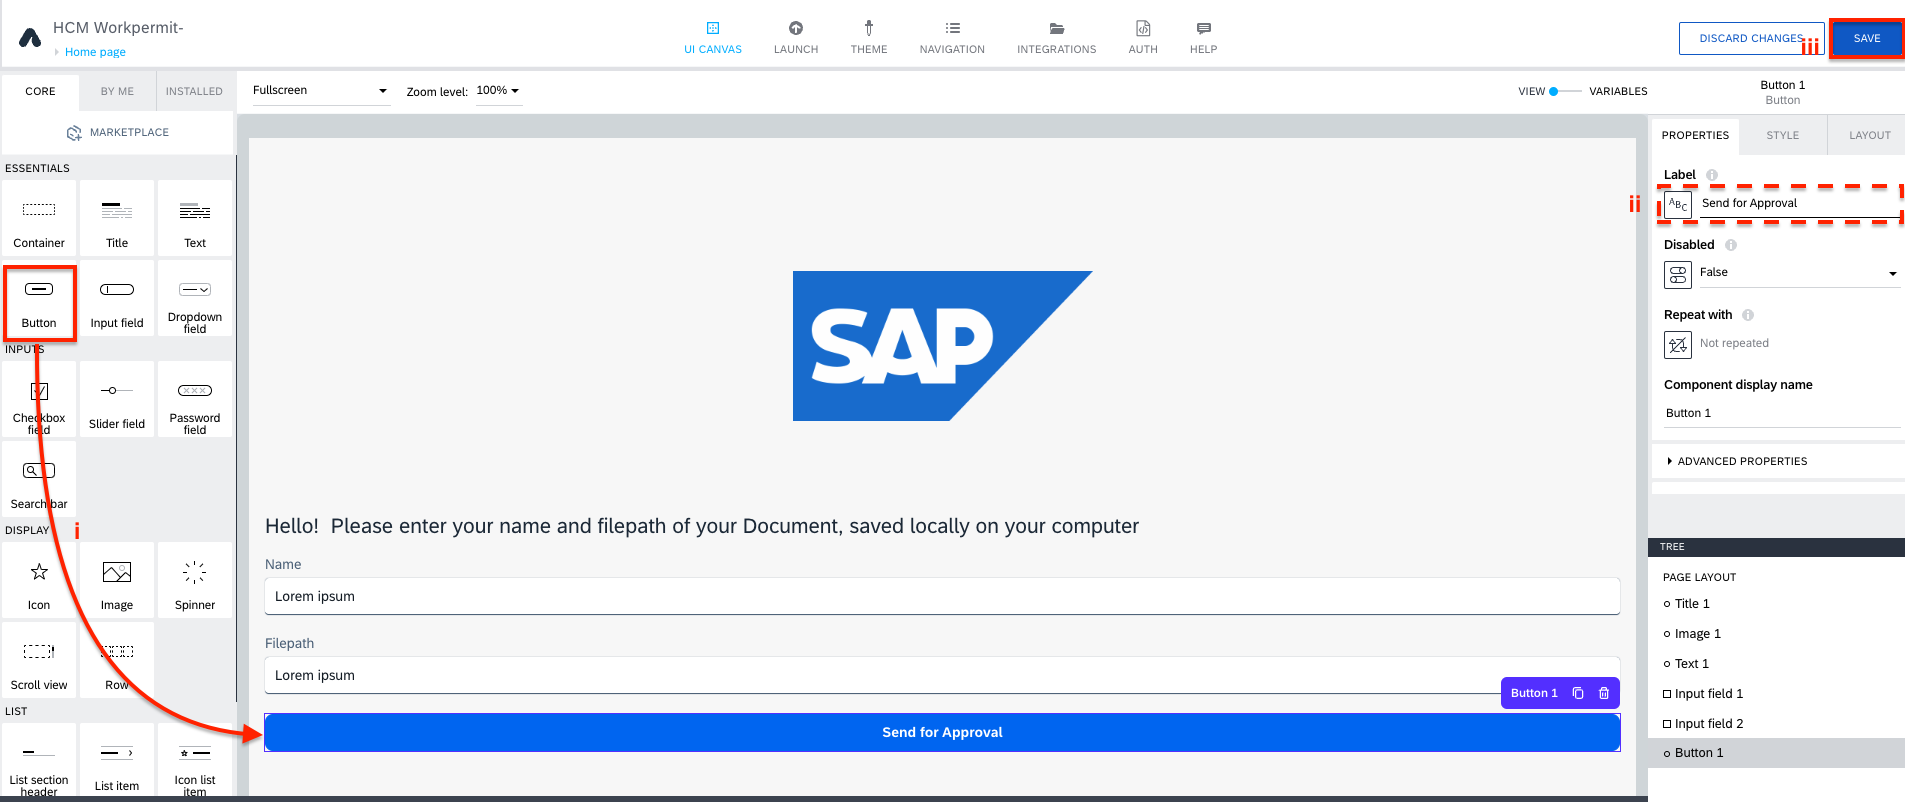 HCM Workpermit-
Home page
UI CANVAS
LAUNCH
THEME
NAVIGATION
INTEGRATIONS
AUTH
HELP
DISCARD CHANGES
iii
SAVE
CORE
BY ME
INSTALLED
Fullscreen
Zoom level:
100%
VIEW
VARIABLES
Button 1
Button
MARKETPLACE
ESSENTIALS
Container
Title
Text
Button
Input field
Dropdown
field
INPUTS
Checkbox
field
Slider field
Password
field
Search bar
DISPLAY
i
Icon
Image
Spinner
Scroll view
Row
LIST
List section
header
List item
Icon list
item
SAP
Hello!  Please enter your name and filepath of your Document, saved locally on your computer
Name
Lorem ipsum
Filepath
Lorem ipsum
Button 1
Send for Approval
PROPERTIES
STYLE
LAYOUT
Label
ii
ABC
Send for Approval
Disabled
False
Repeat with
Not repeated
Component display name
Button 1
ADVANCED PROPERTIES
TREE
PAGE LAYOUT
Title 1
Image 1
Text 1
Input field 1
Input field 2
Button 1